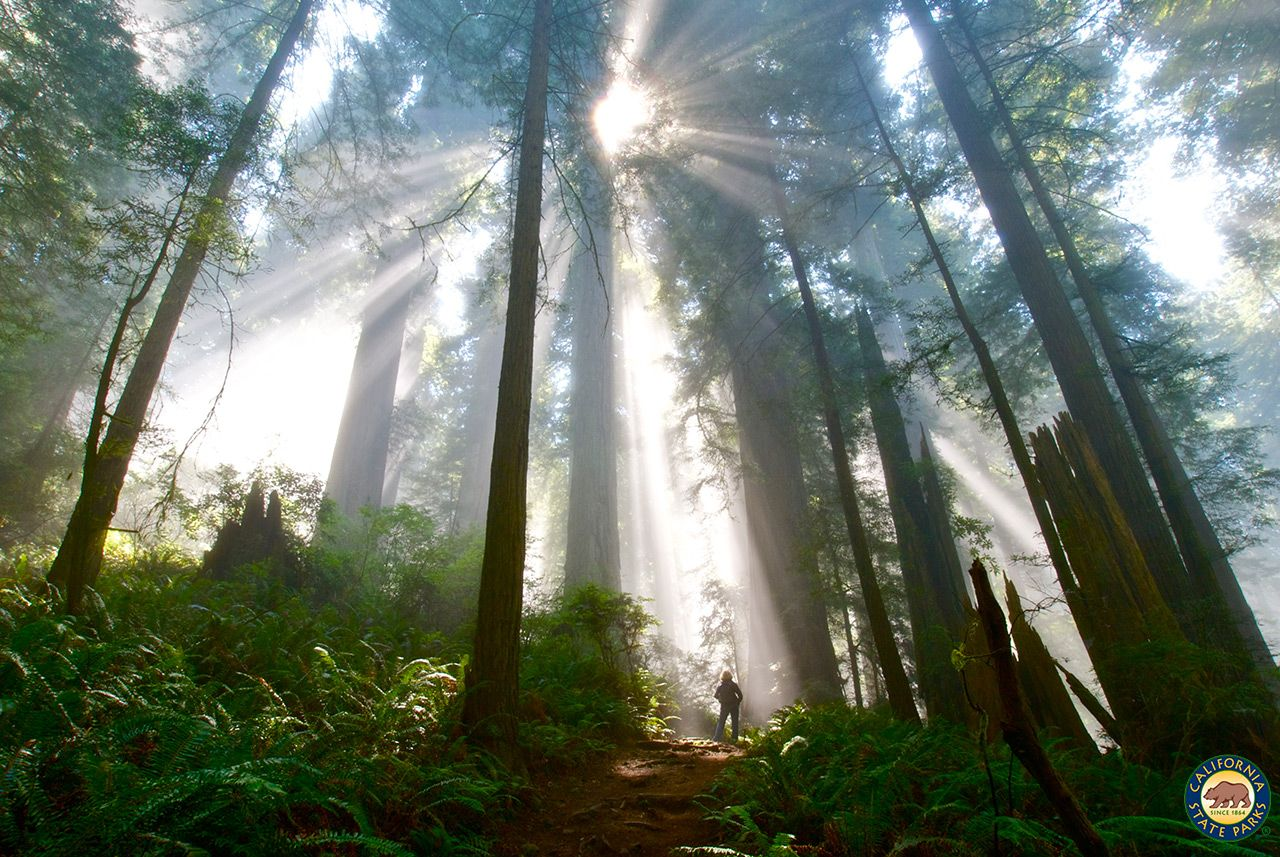 CALIFORNIA
SINCE 1864
STATE PARKS
®